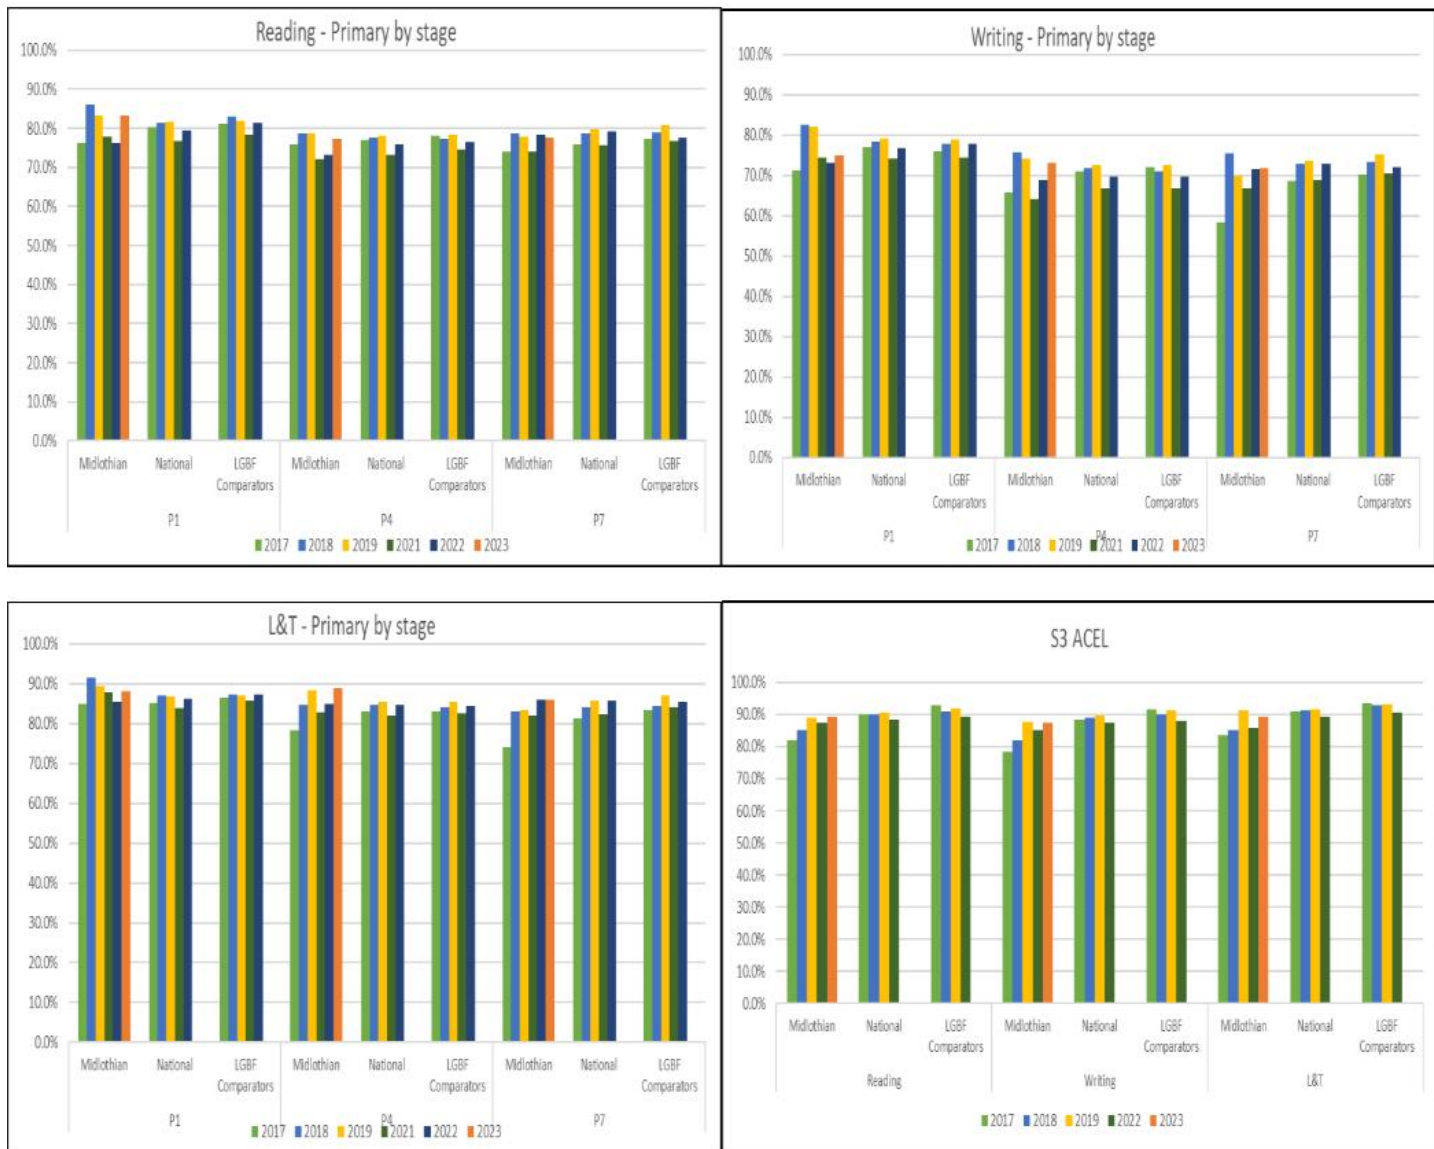 Reading - Primary by stage
100.0%
90.0%
80.0%
70.0%
60.0%
50.0%
40.0%
30.0%
20.0%
10.0%
0.0%
Midlothian National LGBF Comparators Midlothian National LGBF Comparators Midlothian National LGBF Comparators
P1 P4 P7
2017 2018 2019 2021 2022 2023
Writing - Primary by stage
100.0%
90.0%
80.0%
70.0%
60.0%
50.0%
40.0%
30.0%
20.0%
10.0%
0.0%
Midlothian National LGBF Comparators Midlothian National LGBF Comparators Midlothian National LGBF Comparators
P1 P4 P7
2017 2018 2019 2021 2022 2023
L&T - Primary by stage
100.0%
90.0%
80.0%
70.0%
60.0%
50.0%
40.0%
30.0%
20.0%
10.0%
0.0%
Midlothian National LGBF Comparators Midlothian National LGBF Comparators Midlothian National LGBF Comparators
P1 P4 P7
2017 2018 2019 2021 2022 2023
S3 ACEL
100.0%
90.0%
80.0%
70.0%
60.0%
50.0%
40.0%
30.0%
20.0%
10.0%
0.0%
Midlothian National LGBF Comparators Midlothian National LGBF Comparators Midlothian National LGBF Comparators
Reading Writing L&T
2017 2018 2019 2022 2023